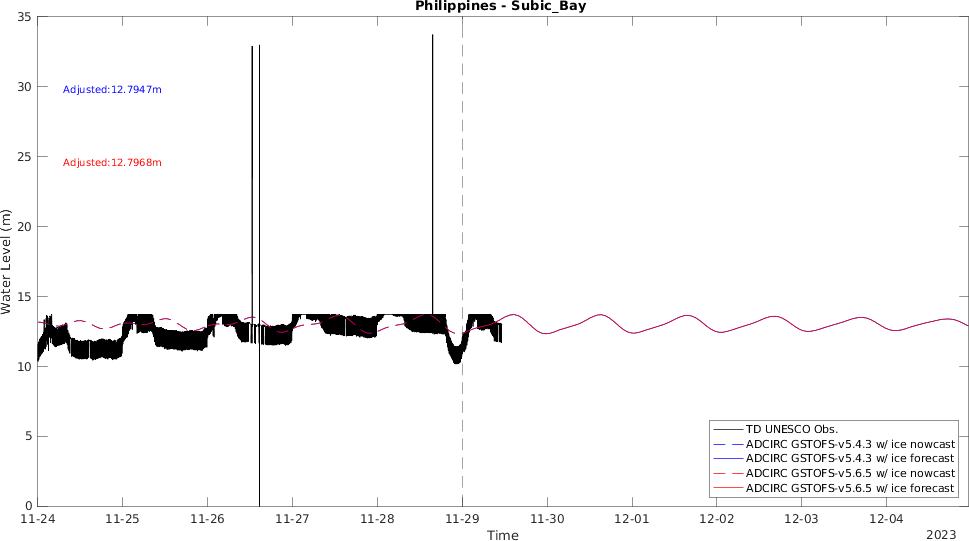 Philippines - Subic_Bay
35
30
25
20
15
10
5
0
Water Level (m)
Adjusted:12.7947m
Adjusted:12.7968m
TD UNESCO Obs.
ADCIRC GSTOFS-v5.4.3 w/ ice nowcast
ADCIRC GSTOFS-v5.4.3 w/ ice forecast
ADCIRC GSTOFS-v5.6.5 w/ ice nowcast
ADCIRC GSTOFS-v5.6.5 w/ ice forecast
11-24 11-25 11-26 11-27 11-28 11-29 11-30 12-01 12-02 12-03 12-04
Time
2023